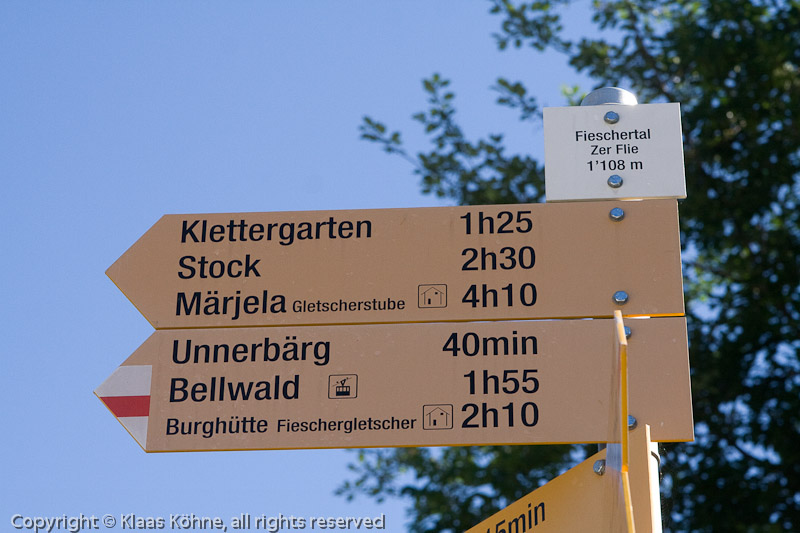 Fieschertal
Zer Flie
1'108 m
Klettergarten 1h25
Stock 2h30
Märjela Gletscherstube 4h10
Unnerbärg 40min
Bellwald 1h55
Burghütte Fieschergletscher 2h10
5min
Copyright © Klaas Köhne, all rights reserved